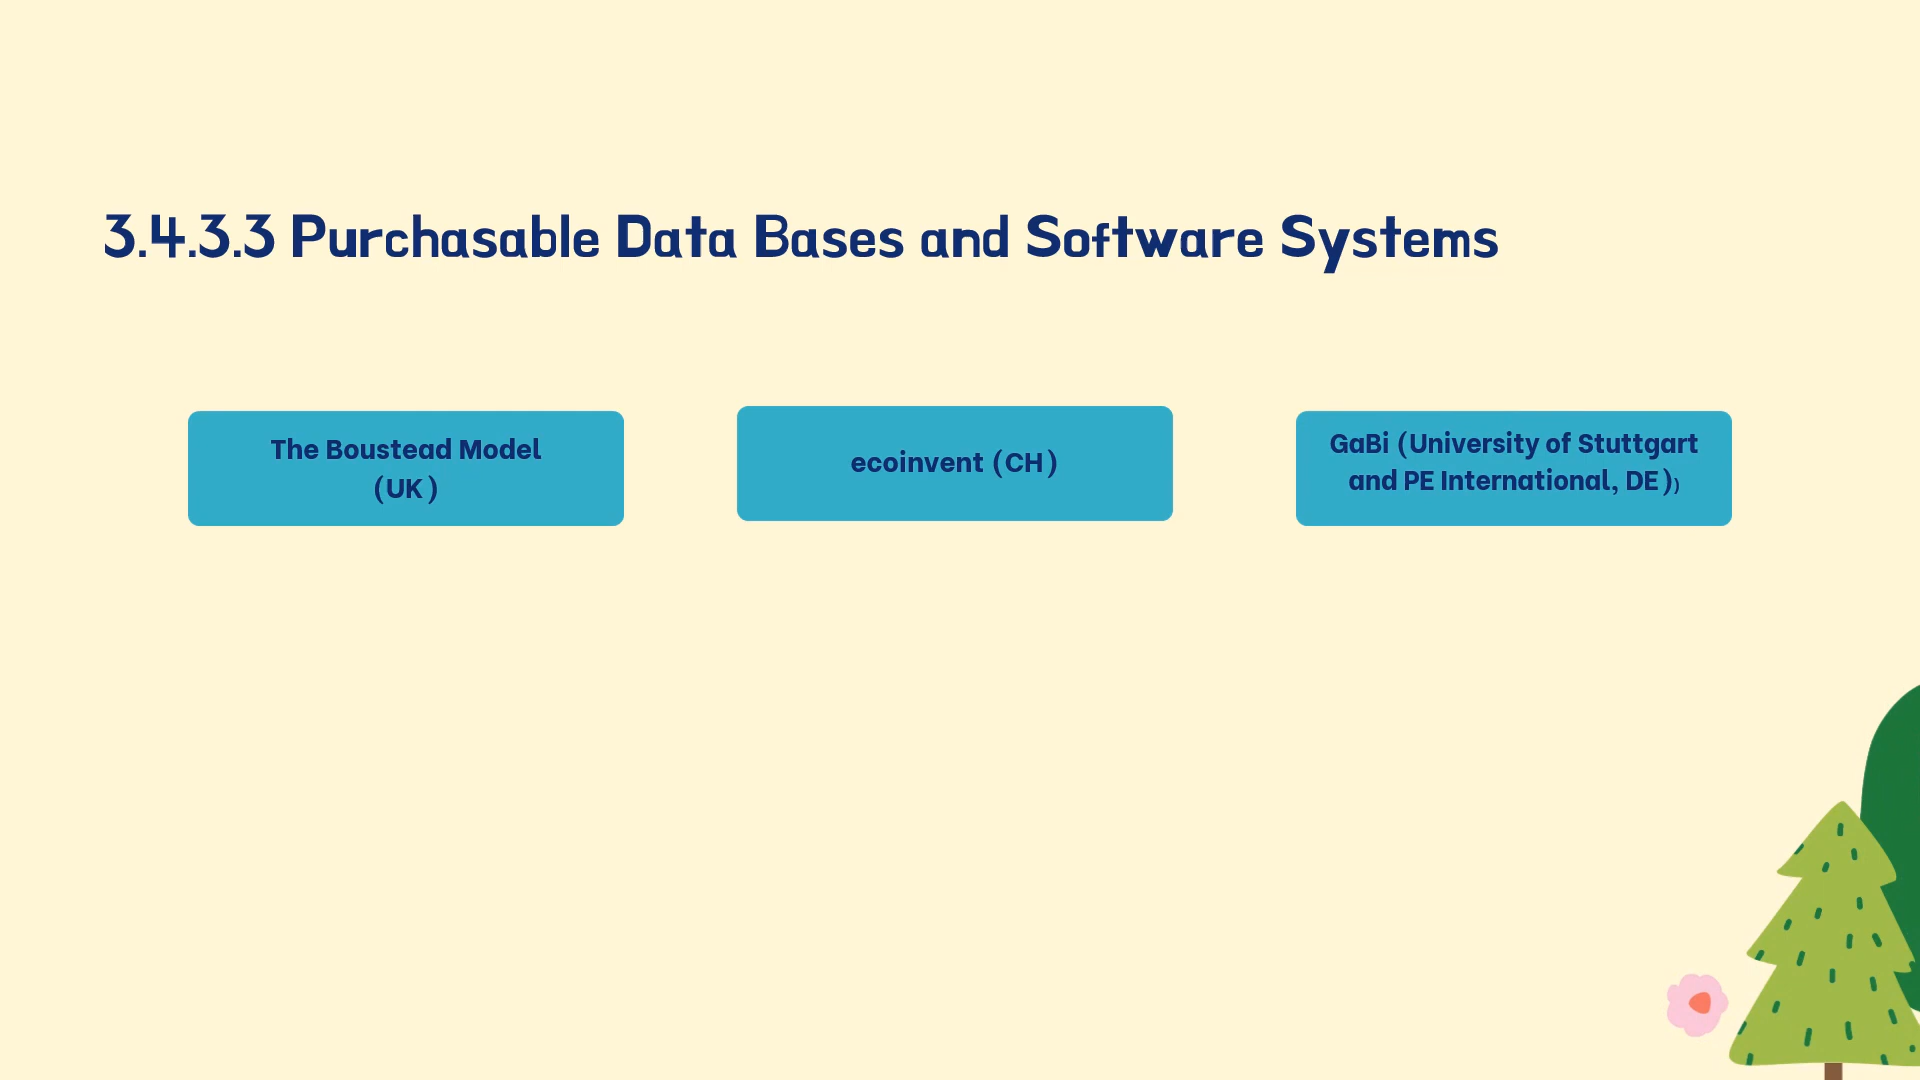 3.4.3.3 Purchasable Data Bases and Software Systems
The Boustead Model
(UK)
ecoinvent (CH)
GaBi (University of Stuttgart
and PE International, DE))